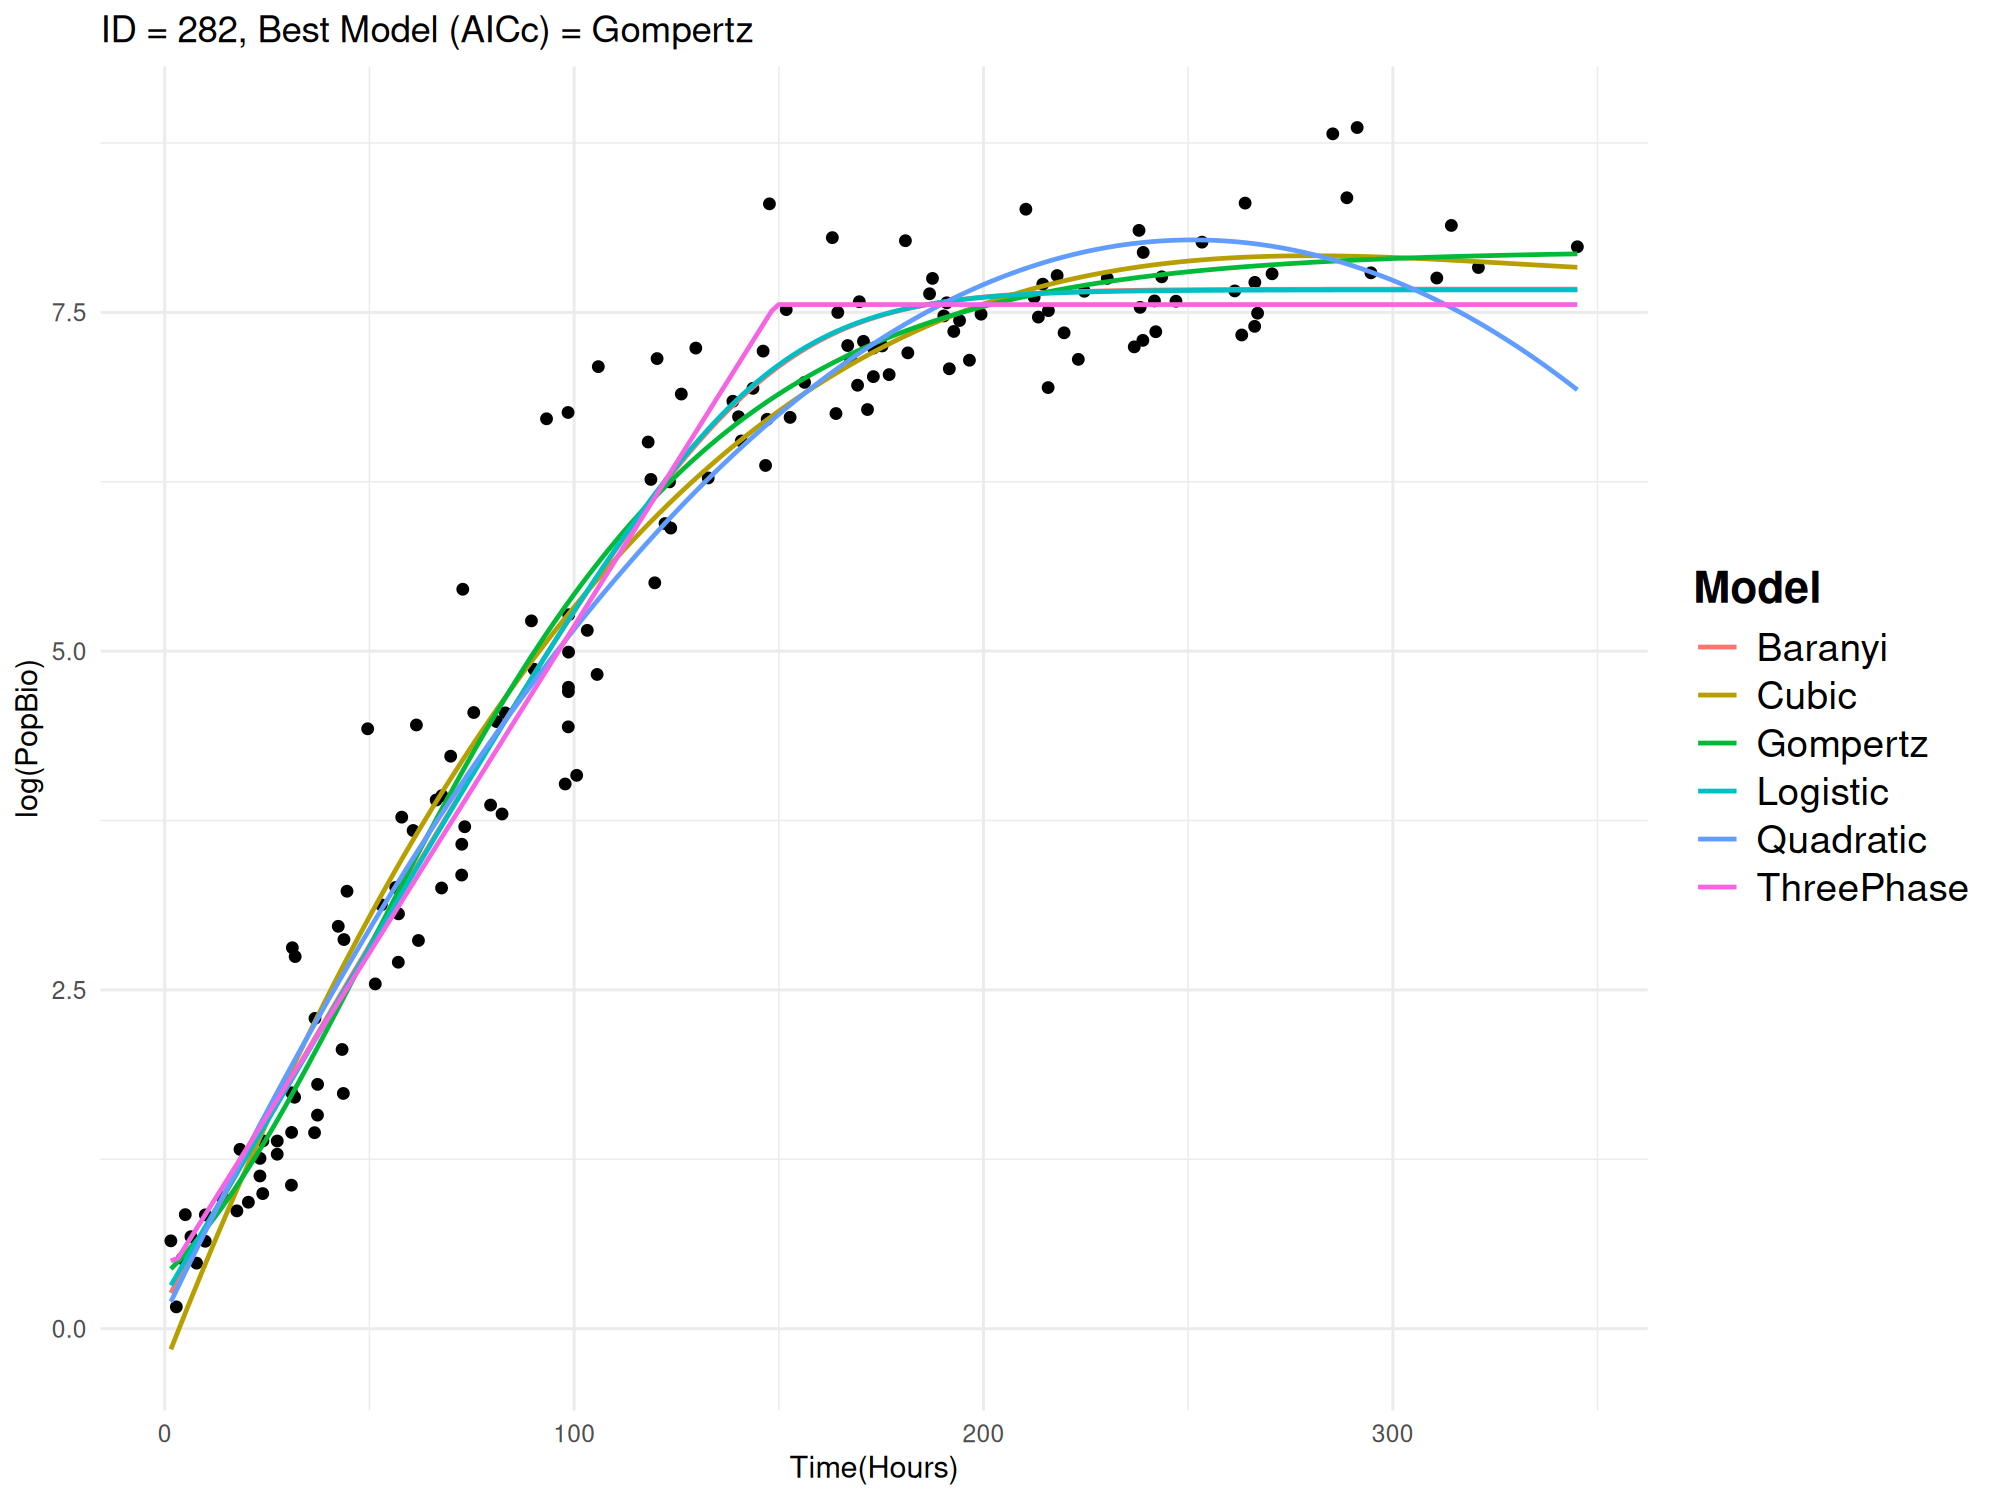 ID = 282, Best Model (AICc) = Gompertz
7.5
5.0
2.5
0.0
log(PopBio)
0
100
200
300
Time(Hours)
Model
Baranyi
Cubic
Gompertz
Logistic
Quadratic
ThreePhase